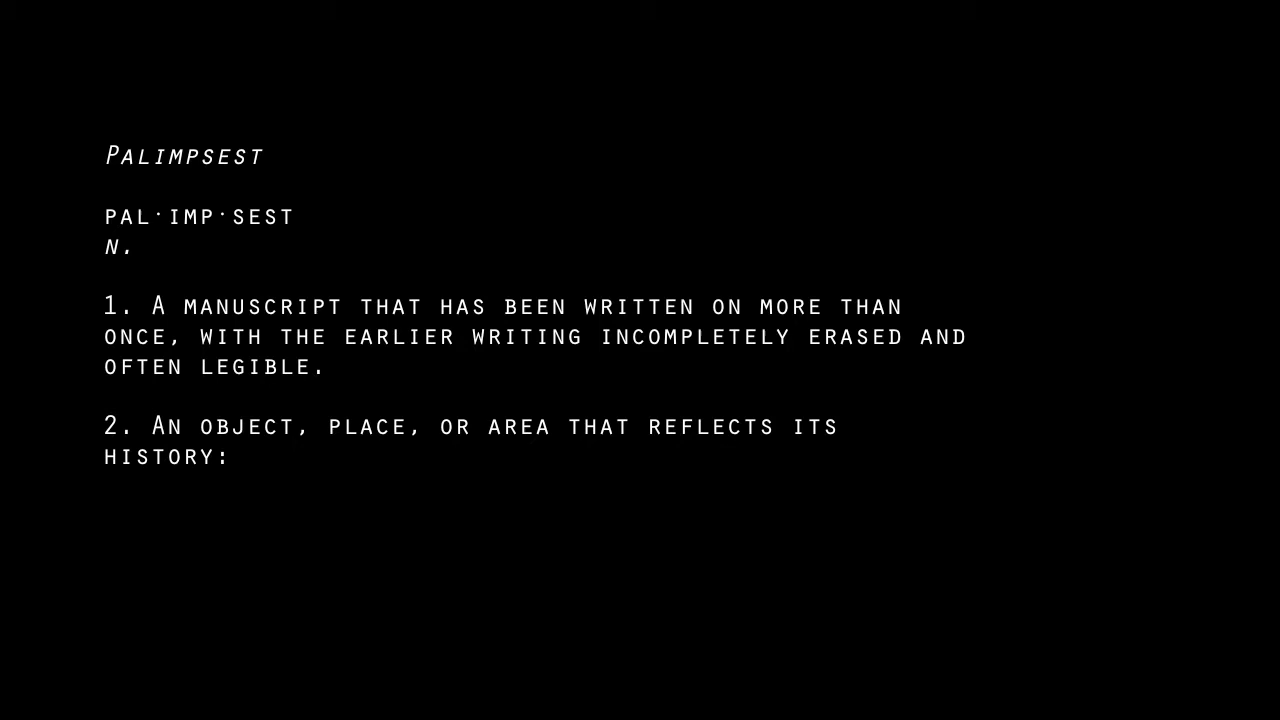 Palimpsest
pal·imp·sest
n.
1. A manuscript that has been written on more than
once, with the earlier writing incompletely erased and
often legible.
2. An object, place, or area that reflects its
history: